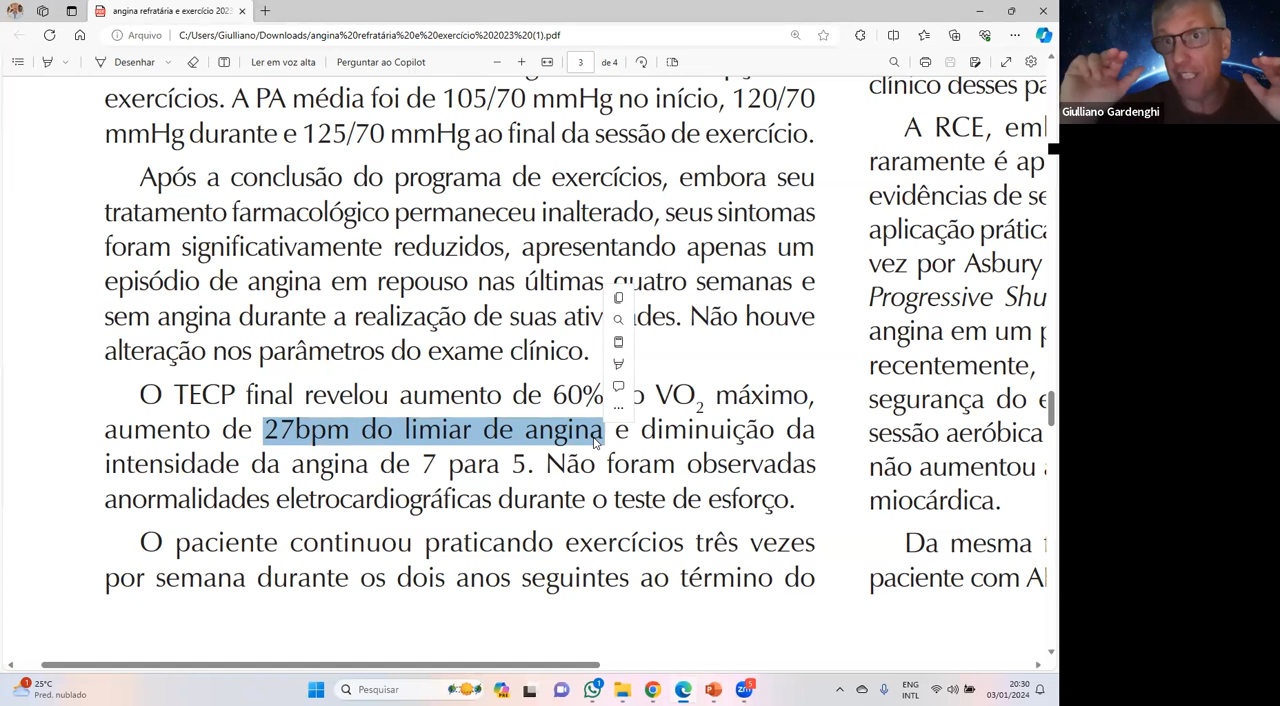 angina refratária e exercício 202
Arquivo
C:/Users/Giulliano/Downloads/angina%20refratária%20e%20exercício%202023%20(1).pdf
Desenhar
Ler em voz alta
Perguntar ao Copilot
3
de 4
exercícios. A PA média foi de 105/70 mmHg no início, 120/70
mmHg durante e 125/70 mmHg ao final da sessão de exercício.
Após a conclusão do programa de exercícios, embora seu
tratamento farmacológico permaneceu inalterado, seus sintomas
foram significativamente reduzidos, apresentando apenas um
episódio de angina em repouso nas últimas quatro semanas e
sem angina durante a realização de suas ativ des. Não houve
alteração nos parâmetros do exame clínico.
O TECP final revelou aumento de 60% o VO2 máximo,
aumento de 27bpm do limiar de angina e diminuição da
intensidade da angina de 7 para 5. Não foram observadas
anormalidades eletrocardiográficas durante o teste de esforço.
O paciente continuou praticando exercícios três vezes
por semana durante os dois anos seguintes ao término do
clínico desses pa
A RCE, eml
raramente é ap
evidências de se
aplicação prática
vez por Asbury
Progressive Shu
angina em um p
recentemente,
segurança do e
sessão aeróbica
não aumentou a
miocárdica.
Da mesma f
paciente com Al
Giulliano Gardenghi
25°C
Pred. nublado
Pesquisar
ENG
INTL
20:30
03/01/2024